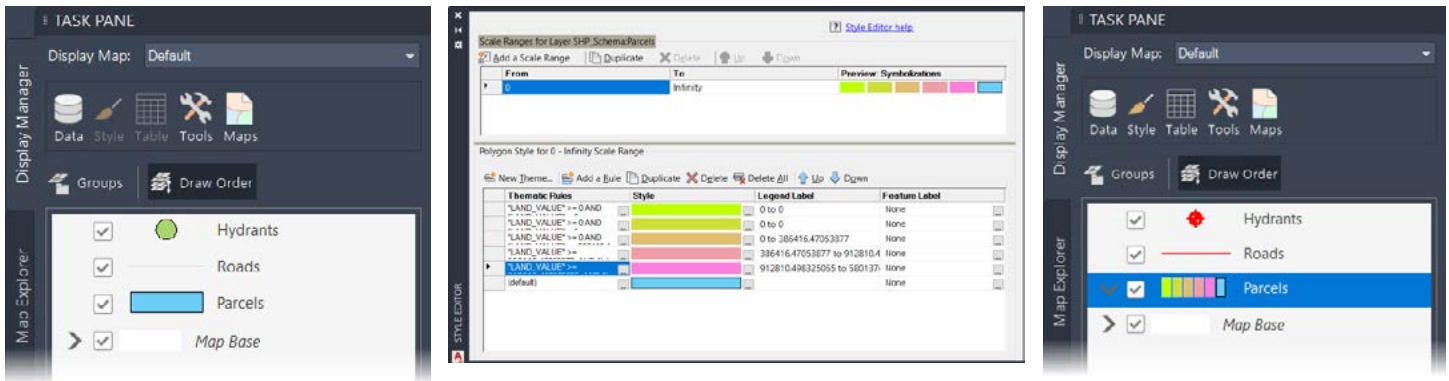 TASK PANE
Display Map: Default
Data Style Table Tools Maps
Groups Draw Order
Hydrants
Roads
Parcels
Map Base
Display Manager
Map Explorer
Style Editor help
Scale Ranges for Layer SHP_Schema:Parcels
Add a Scale Range Duplicate Delete Up Down
From To Preview: Symbolizations
0 Infinity
Polygon Style for 0 - Infinity Scale Range
New Theme... Add a Rule Duplicate Delete Delete All Up Down
Thematic Rules Style Legend Label Feature Label
"LAND_VALUE" >= 0 AND ... ... 0 to 0 None ...
"LAND_VALUE" >= 0 AND ... ... 0 to 0 None ...
"LAND_VALUE" >= 0 AND ... ... 0 to 386416.47053877 None ...
"LAND_VALUE" >= ... ... 386416.47053877 to 912810.4 None ...
"LAND_VALUE" >= ... ... 912810.498325055 to 580137 None ...
(default) ... ... None ...
STYLE EDITOR
TASK PANE
Display Map: Default
Data Style Table Tools Maps
Groups Draw Order
Hydrants
Roads
Parcels
Map Base
Display Manager
Map Explorer